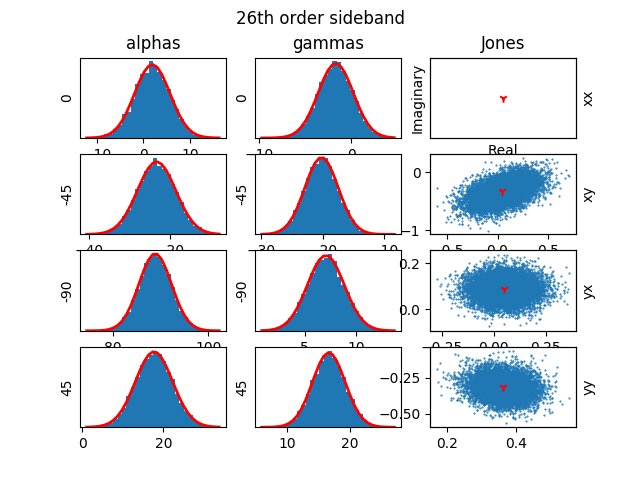 26th order sideband
alphas gammas Jones
0 0 Imaginary xx
−10 0 10 −10 0 Real
-45 -45 0 −1 xy
−40 −20 −30 −20 −10 −0.5 0.0 0.5
-90 -90 0.2 0.0 yx
80 100 5 10 −0.25 0.00 0.25
45 45 −0.25 −0.50 yy
0 20 10 20 0.2 0.4